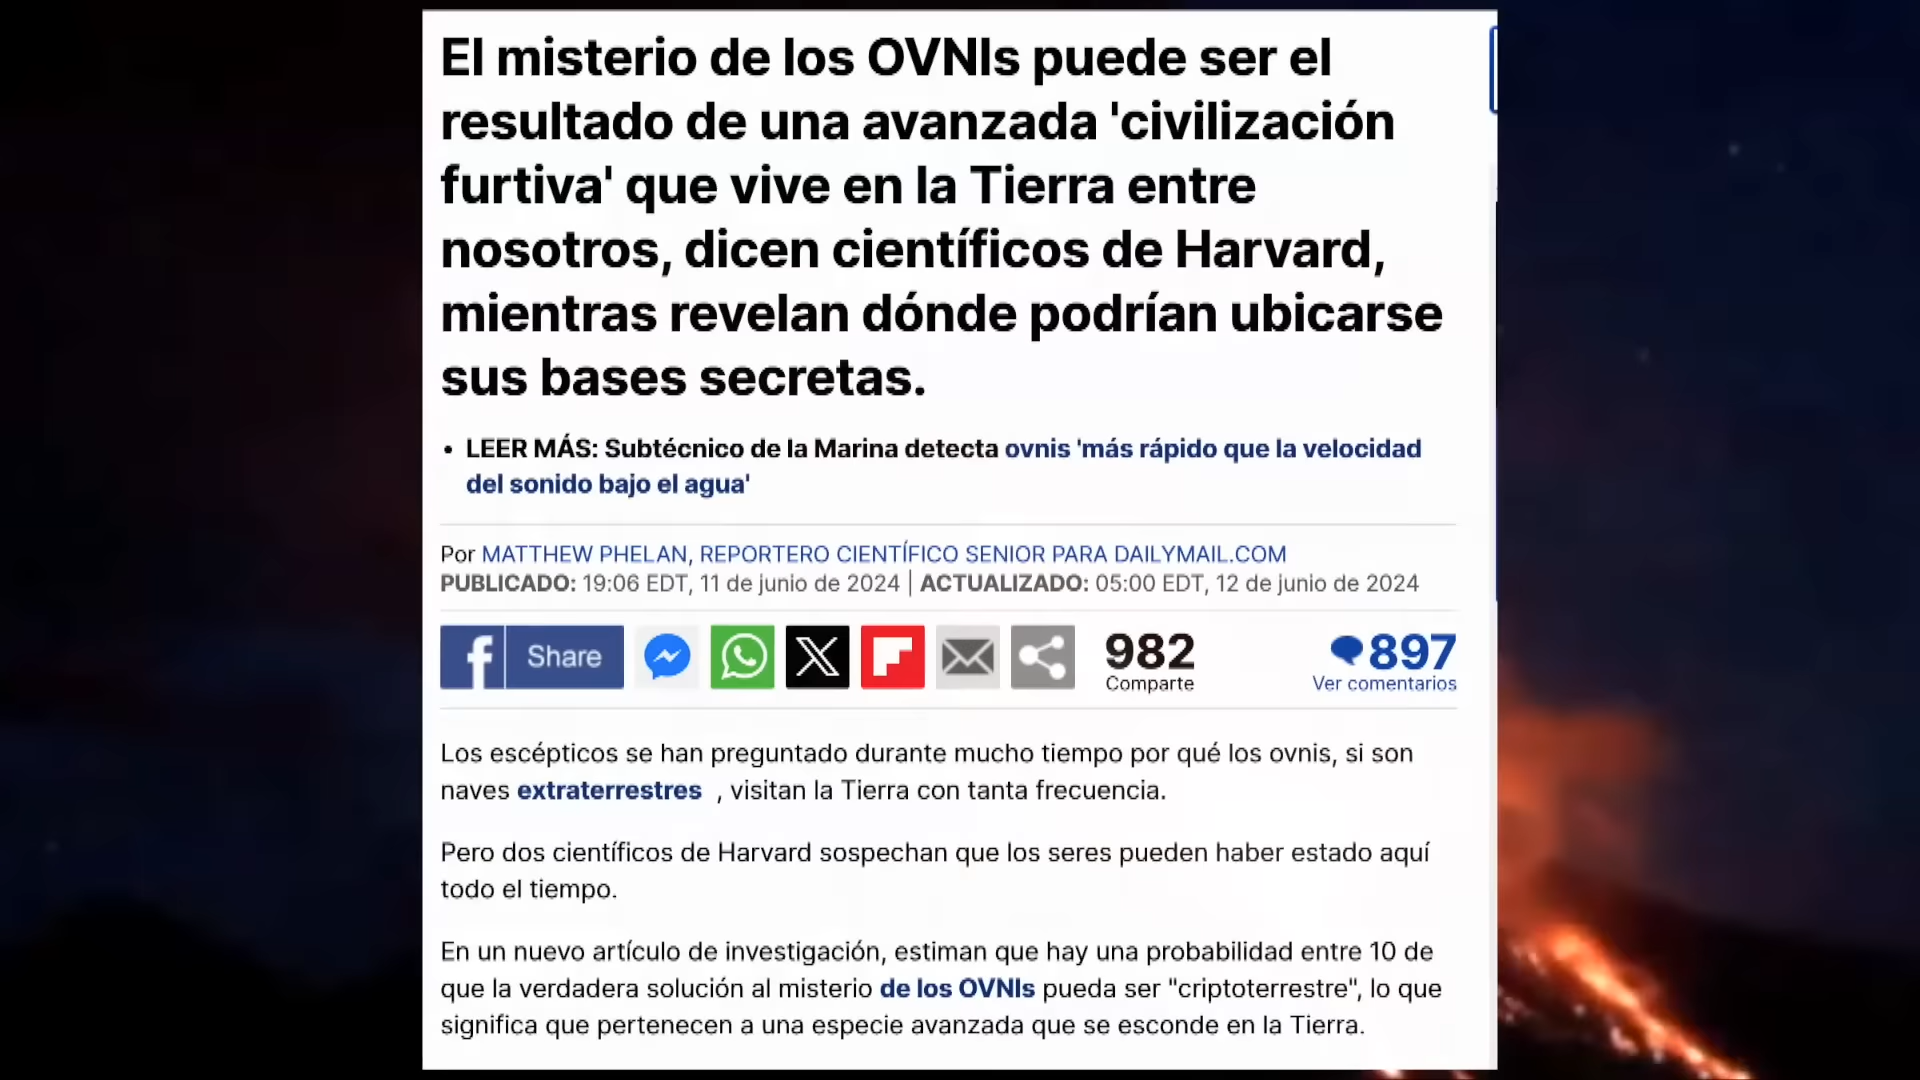 El misterio de los OVNIs puede ser el
resultado de una avanzada 'civilización
furtiva' que vive en la Tierra entre
nosotros, dicen científicos de Harvard,
mientras revelan dónde podrían ubicarse
sus bases secretas.
• LEER MÁS: Subtécnico de la Marina detecta ovnis 'más rápido que la velocidad
del sonido bajo el agua'
Por MATTHEW PHELAN, REPORTERO CIENTÍFICO SENIOR PARA DAILYMAIL.COM
PUBLICADO: 19:06 EDT, 11 de junio de 2024 | ACTUALIZADO: 05:00 EDT, 12 de junio de 2024
Share
982
Comparte
897
Ver comentarios
Los escépticos se han preguntado durante mucho tiempo por qué los ovnis, si son
naves extraterrestres , visitan la Tierra con tanta frecuencia.
Pero dos científicos de Harvard sospechan que los seres pueden haber estado aquí
todo el tiempo.
En un nuevo artículo de investigación, estiman que hay una probabilidad entre 10 de
que la verdadera solución al misterio de los OVNIs pueda ser "criptoterrestre", lo que
significa que pertenecen a una especie avanzada que se esconde en la Tierra.